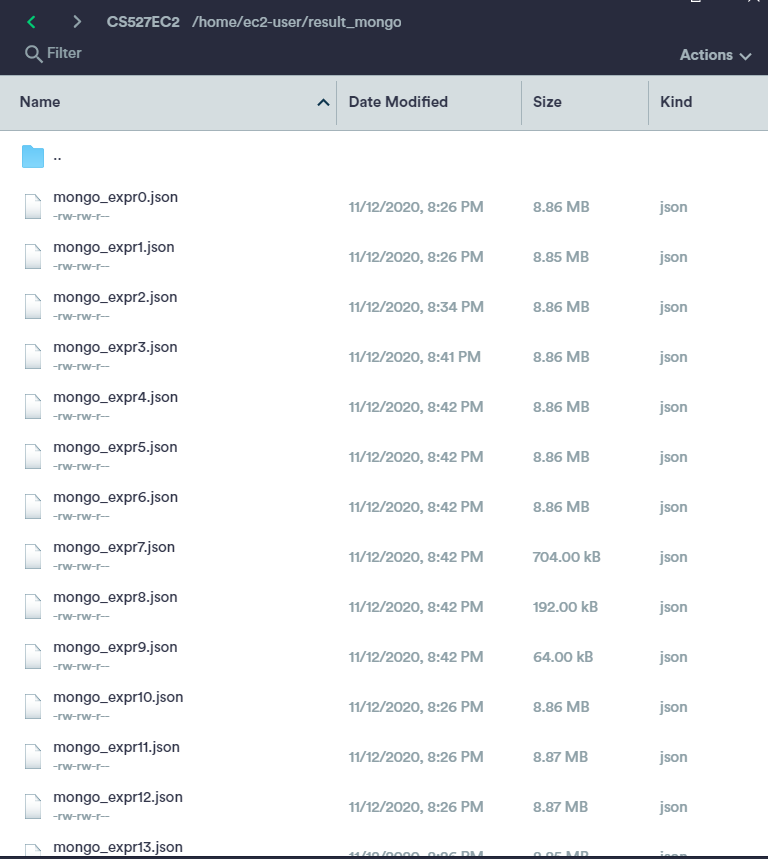 CS527EC2 /home/ec2-user/result_mongo
Filter
Actions
Name Date Modified Size Kind
..
mongo_expr0.json
-rw-rw-r-- 11/12/2020, 8:26 PM 8.86 MB json
mongo_expr1.json
-rw-rw-r-- 11/12/2020, 8:26 PM 8.85 MB json
mongo_expr2.json
-rw-rw-r-- 11/12/2020, 8:34 PM 8.86 MB json
mongo_expr3.json
-rw-rw-r-- 11/12/2020, 8:41 PM 8.86 MB json
mongo_expr4.json
-rw-rw-r-- 11/12/2020, 8:42 PM 8.86 MB json
mongo_expr5.json
-rw-rw-r-- 11/12/2020, 8:42 PM 8.86 MB json
mongo_expr6.json
-rw-rw-r-- 11/12/2020, 8:42 PM 8.86 MB json
mongo_expr7.json
-rw-rw-r-- 11/12/2020, 8:42 PM 704.00 kB json
mongo_expr8.json
-rw-rw-r-- 11/12/2020, 8:42 PM 192.00 kB json
mongo_expr9.json
-rw-rw-r-- 11/12/2020, 8:42 PM 64.00 kB json
mongo_expr10.json
-rw-rw-r-- 11/12/2020, 8:26 PM 8.86 MB json
mongo_expr11.json
-rw-rw-r-- 11/12/2020, 8:26 PM 8.87 MB json
mongo_expr12.json
-rw-rw-r-- 11/12/2020, 8:26 PM 8.87 MB json
mongo_expr13.json